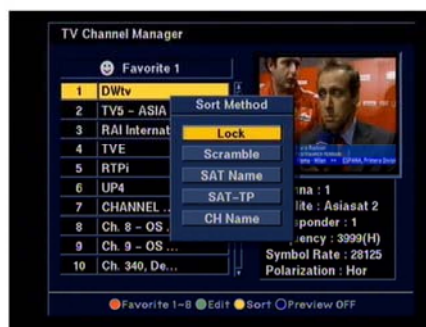 TV Channel Manager
Favorite 1
1 DWtv
2 TV5 - ASIA
3 RAI Internat
4 TVE
5 RTPi
6 UP4
7 CHANNEL ..
8 Ch. 8 - OS .
9 Ch. 9 - OS ..
10 Ch. 340, De...
Sort Method
Lock
Scramble
SAT Name
SAT-TP
CH Name
nna : 1
lite : Asiasat 2
sponder : 1
uency : 3999(H)
Symbol Rate : 28125
Polarization : Hor
Favorite 1~8 Edit Sort Preview OFF